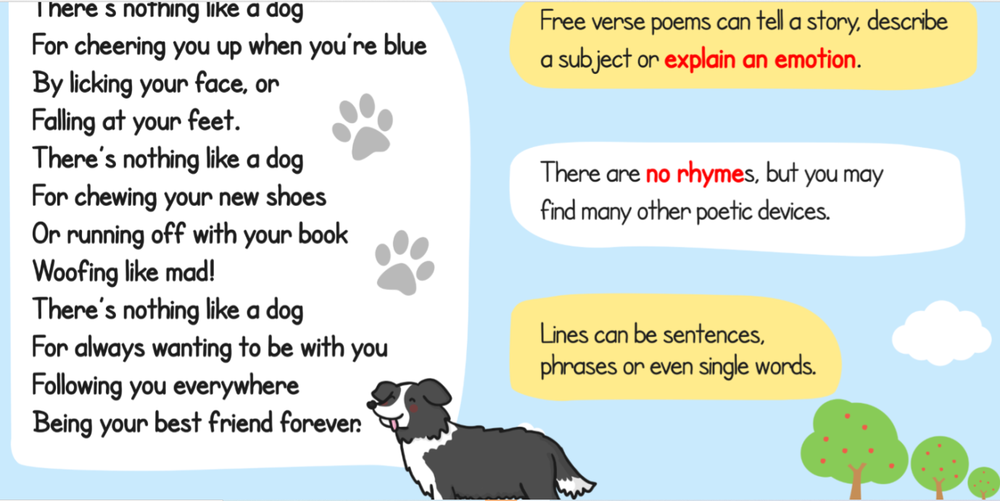 There's nothing like a dog
For cheering you up when you're blue
By licking your face, or
Falling at your feet.
There's nothing like a dog
For chewing your new shoes
Or running off with your book
Woofing like mad!
There's nothing like a dog
For always wanting to be with you
Following you everywhere
Being your best friend forever.
Free verse poems can tell a story, describe
a subject or explain an emotion.
There are no rhymes, but you may
find many other poetic devices.
Lines can be sentences,
phrases or even single words.